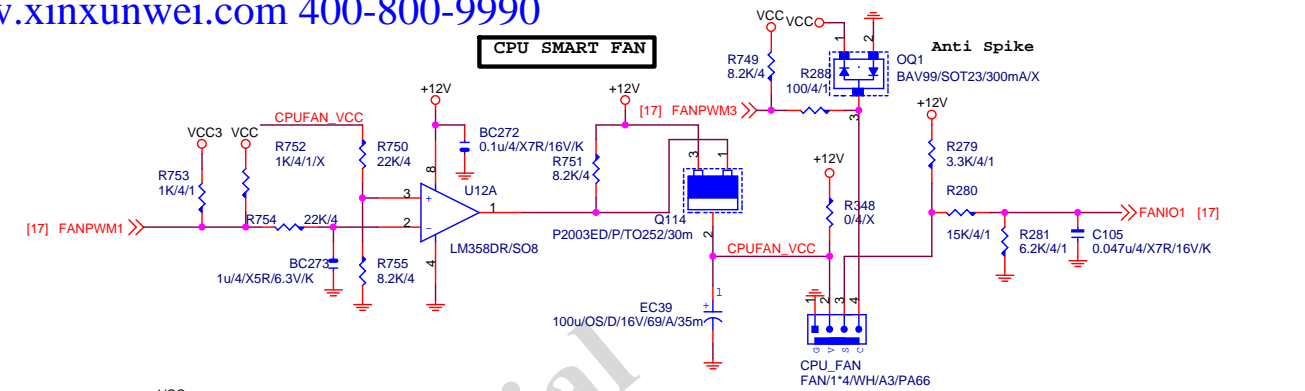 v.xinxunwei.com 400-800-9990
CPU SMART FAN
Anti Spike
VCC
VCC
1
2
OQ1
BAV99/SOT23/300mA/X
R749
8.2K/4
R288
100/4/1
3
[17] FANPWM3
+12V
+12V
+12V
CPUFAN_VCC
VCC3
VCC
R752
1K/4/1/X
R750
22K/4
BC272
0.1u/4/X7R/16V/K
R751
8.2K/4
3
1
R279
3.3K/4/1
R753
1K/4/1
8
U12A
3
+
1
2
-
4
LM358DR/SO8
+12V
R348
0/4/X
R280
15K/4/1
FANIO1 [17]
[17] FANPWM1
R754
22K/4
Q114
P2003ED/P/TO252/30m
2
R281
6.2K/4/1
C105
0.047u/4/X7R/16V/K
CPUFAN_VCC
BC273
1u/4/X5R/6.3V/K
R755
8.2K/4
1
+
EC39
100u/OS/D/16V/69/A/35m
1
2
3
4
G
V
S
C
CPU_FAN
FAN/1*4/WH/A3/PA66